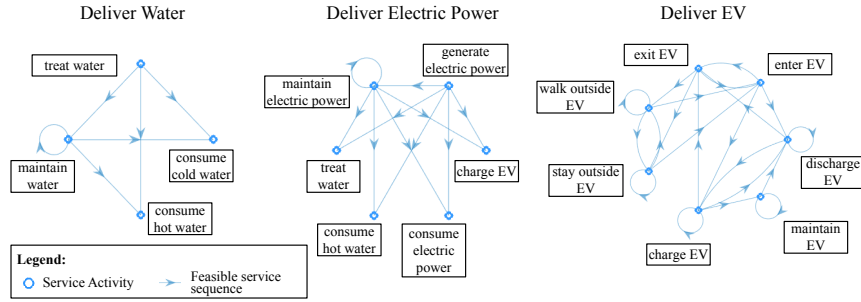 Deliver Water
treat water
maintain
water
consume
cold water
consume
hot water
Legend:
Service Activity
Feasible service
sequence
Deliver Electric Power
maintain
electric power
generate
electric power
treat
water
charge EV
consume
hot water
consume
electric
power
Deliver EV
exit EV
enter EV
walk outside
EV
stay outside
EV
discharge
EV
charge EV
maintain
EV